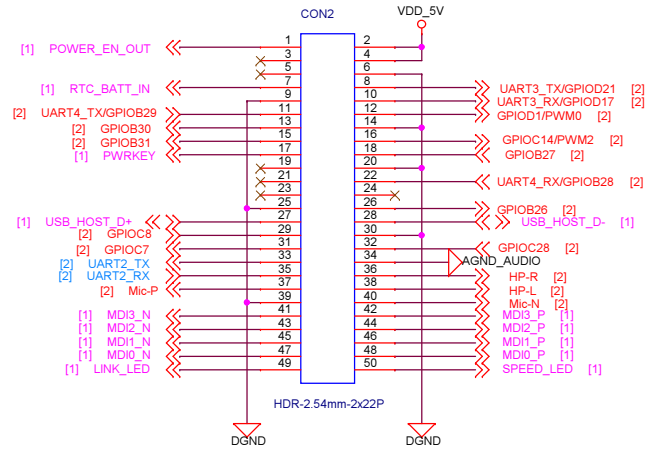 CON2
VDD_5V
[1] POWER_EN_OUT 1 2
3 4
5 6
[1] RTC_BATT_IN 7 8 UART3_TX/GPIOD21 [2]
9 10 UART3_RX/GPIOD17 [2]
[2] UART4_TX/GPIOB29 11 12 GPIOD1/PWM0 [2]
[2] GPIOB30 13 14
[2] GPIOB31 15 16 GPIOC14/PWM2 [2]
[1] PWRKEY 17 18 GPIOB27 [2]
19 20
21 22 UART4_RX/GPIOB28 [2]
23 24
25 26 GPIOB26 [2]
[1] USB_HOST_D+ 27 28 USB_HOST_D- [1]
[2] GPIOC8 29 30
[2] GPIOC7 31 32 GPIOC28 [2]
[2] UART2_TX 33 34 AGND_AUDIO
[2] UART2_RX 35 36 HP-R [2]
[2] Mic-P 37 38 HP-L [2]
39 40 Mic-N [2]
[1] MDI3_N 41 42 MDI3_P [1]
[1] MDI2_N 43 44 MDI2_P [1]
[1] MDI1_N 45 46 MDI1_P [1]
[1] MDI0_N 47 48 MDI0_P [1]
[1] LINK_LED 49 50 SPEED_LED [1]
HDR-2.54mm-2x22P
DGND DGND